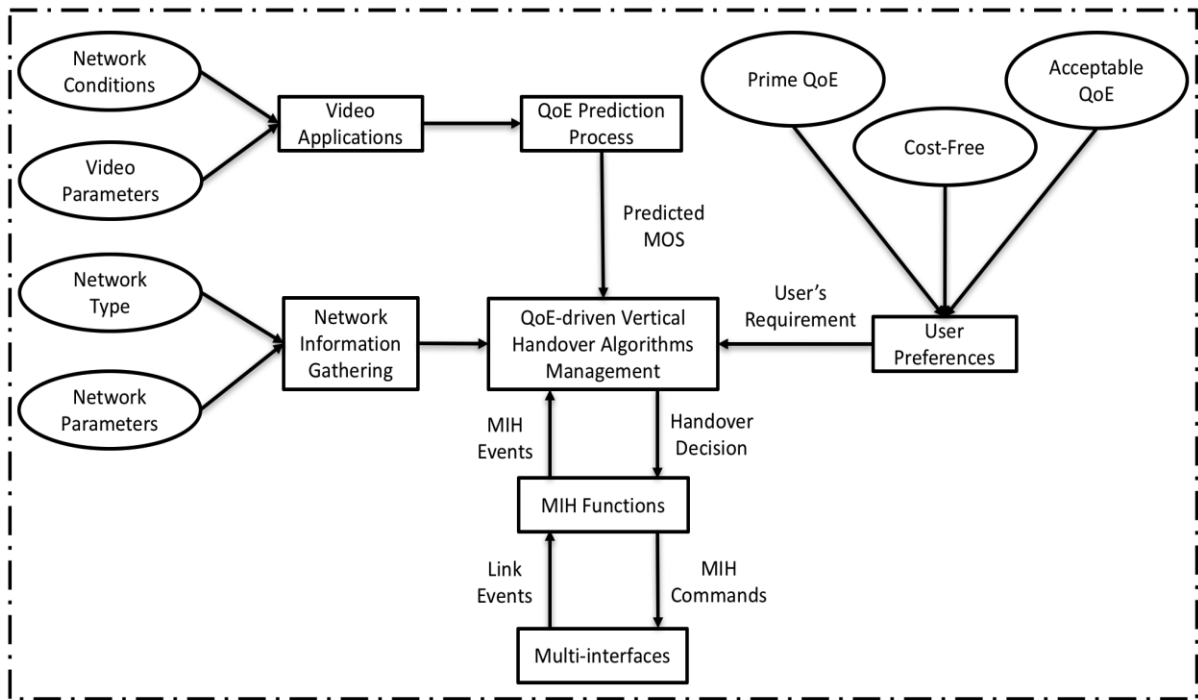 Network
Conditions
Video
Parameters
Video
Applications
QoE Prediction
Process
Prime QoE
Cost-Free
Acceptable
QoE
Predicted
MOS
Network
Type
Network
Parameters
Network
Information
Gathering
QoE-driven Vertical
Handover Algorithms
Management
User's
Requirement
User
Preferences
MIH
Events
Handover
Decision
MIH Functions
Link
Events
MIH
Commands
Multi-interfaces